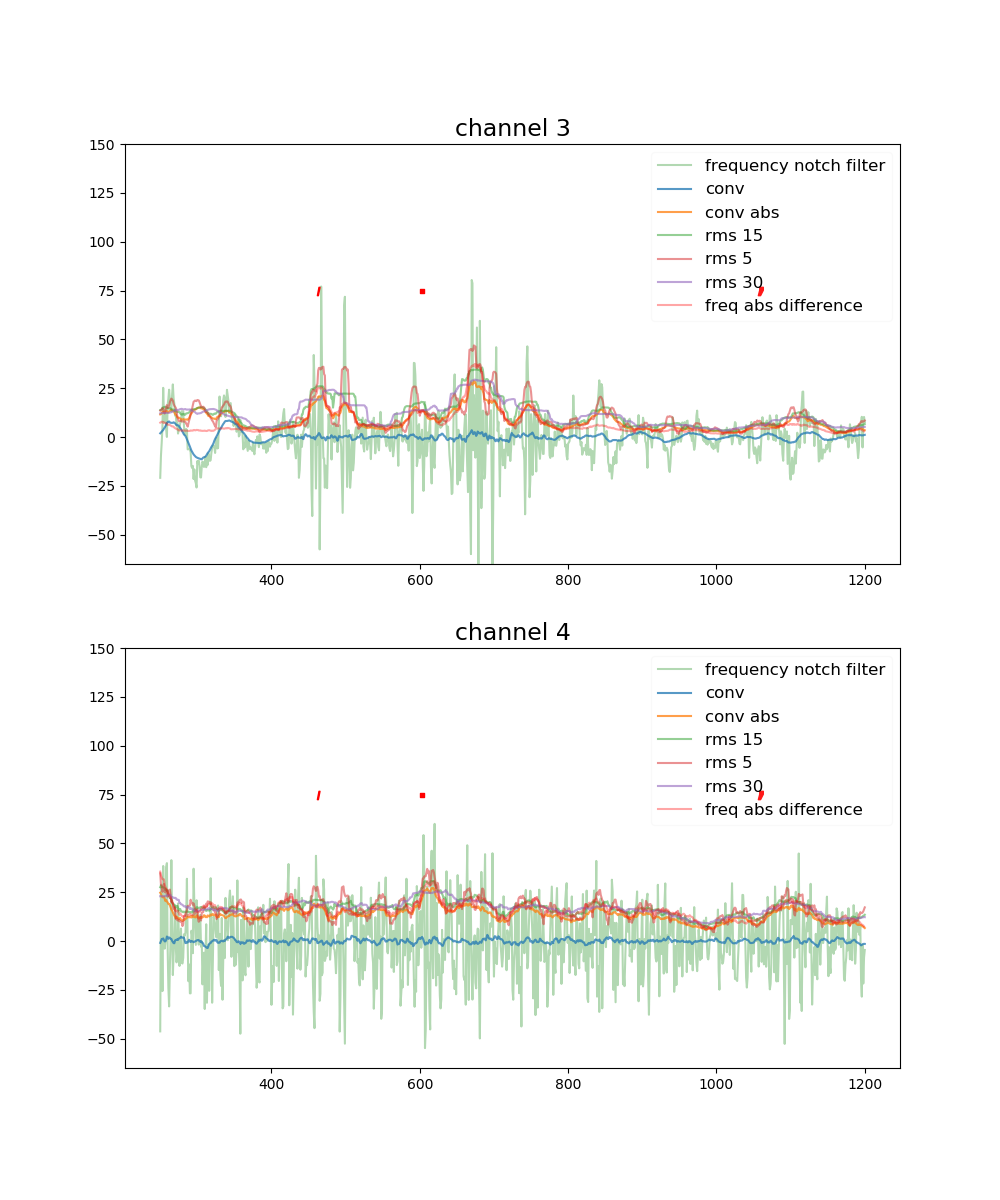 channel 3
150
125
100
75
50
25
0
−25
−50
frequency notch filter
conv
conv abs
rms 15
rms 5
rms 30
freq abs difference
400
600
800
1000
1200
channel 4
150
125
100
75
50
25
0
−25
−50
frequency notch filter
conv
conv abs
rms 15
rms 5
rms 30
freq abs difference
400
600
800
1000
1200